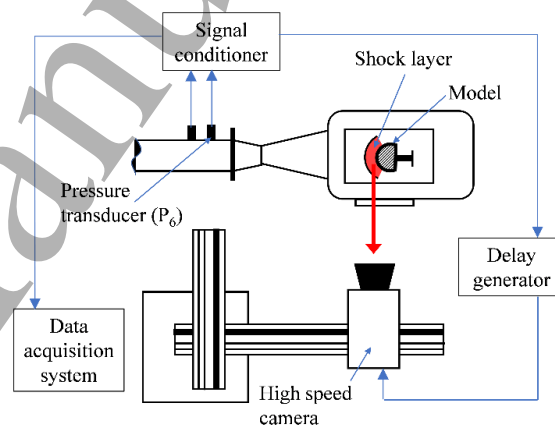 Signal
conditioner
Shock layer
Model
Pressure
transducer (P₆)
Delay
generator
Data
acquisition
system
High speed
camera